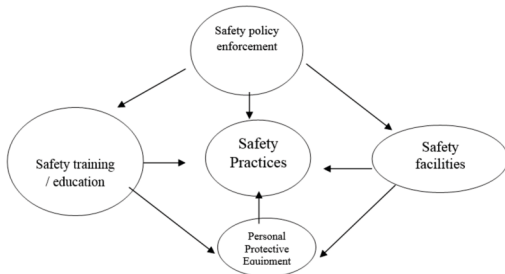 Safety policy
enforcement
Safety
Practices
Safety training
/ education
Safety
facilities
Personal
Protective
Equipment